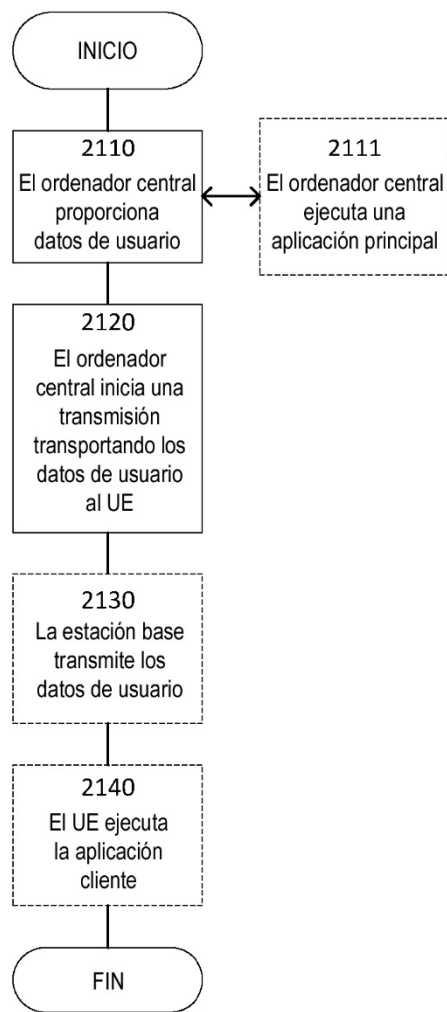 INICIO
2110
El ordenador central
proporciona
datos de usuario
2111
El ordenador central
ejecuta una
aplicación principal
2120
El ordenador
central inicia una
transmisión
transportando los
datos de usuario
al UE
2130
La estación base
transmite los
datos de usuario
2140
El UE ejecuta
la aplicación
cliente
FIN